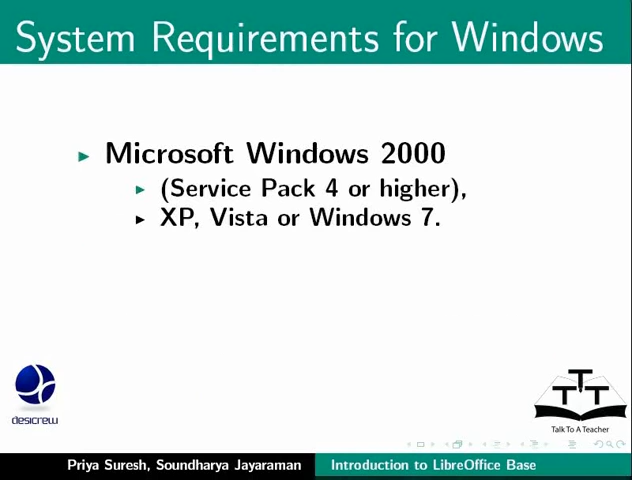 System Requirements for Windows
Microsoft Windows 2000
(Service Pack 4 or higher),
XP, Vista or Windows 7.
desicrew
T T T
Talk To A Teacher
Priya Suresh, Soundharya Jayaraman
Introduction to LibreOffice Base